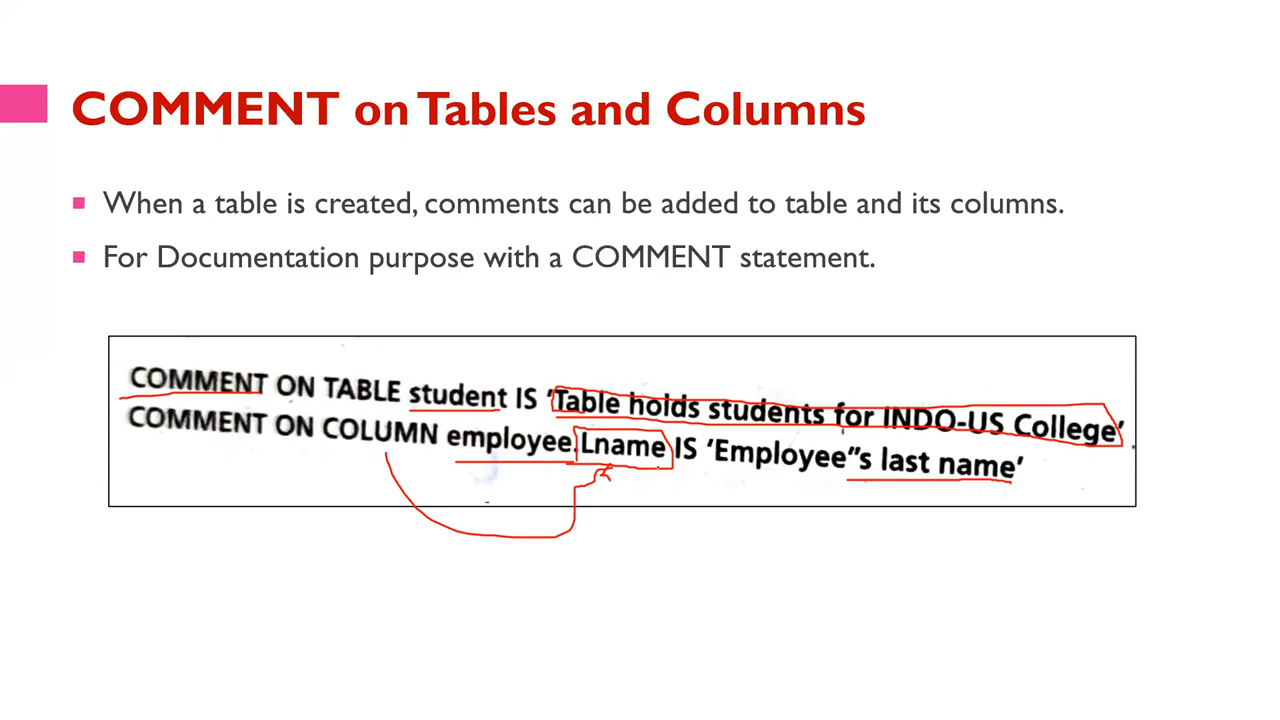 COMMENT on Tables and Columns
When a table is created, comments can be added to table and its columns.
For Documentation purpose with a COMMENT statement.
COMMENT ON TABLE student IS 'Table holds students for INDO-US College'
COMMENT ON COLUMN employee.Lname IS 'Employee''s last name'